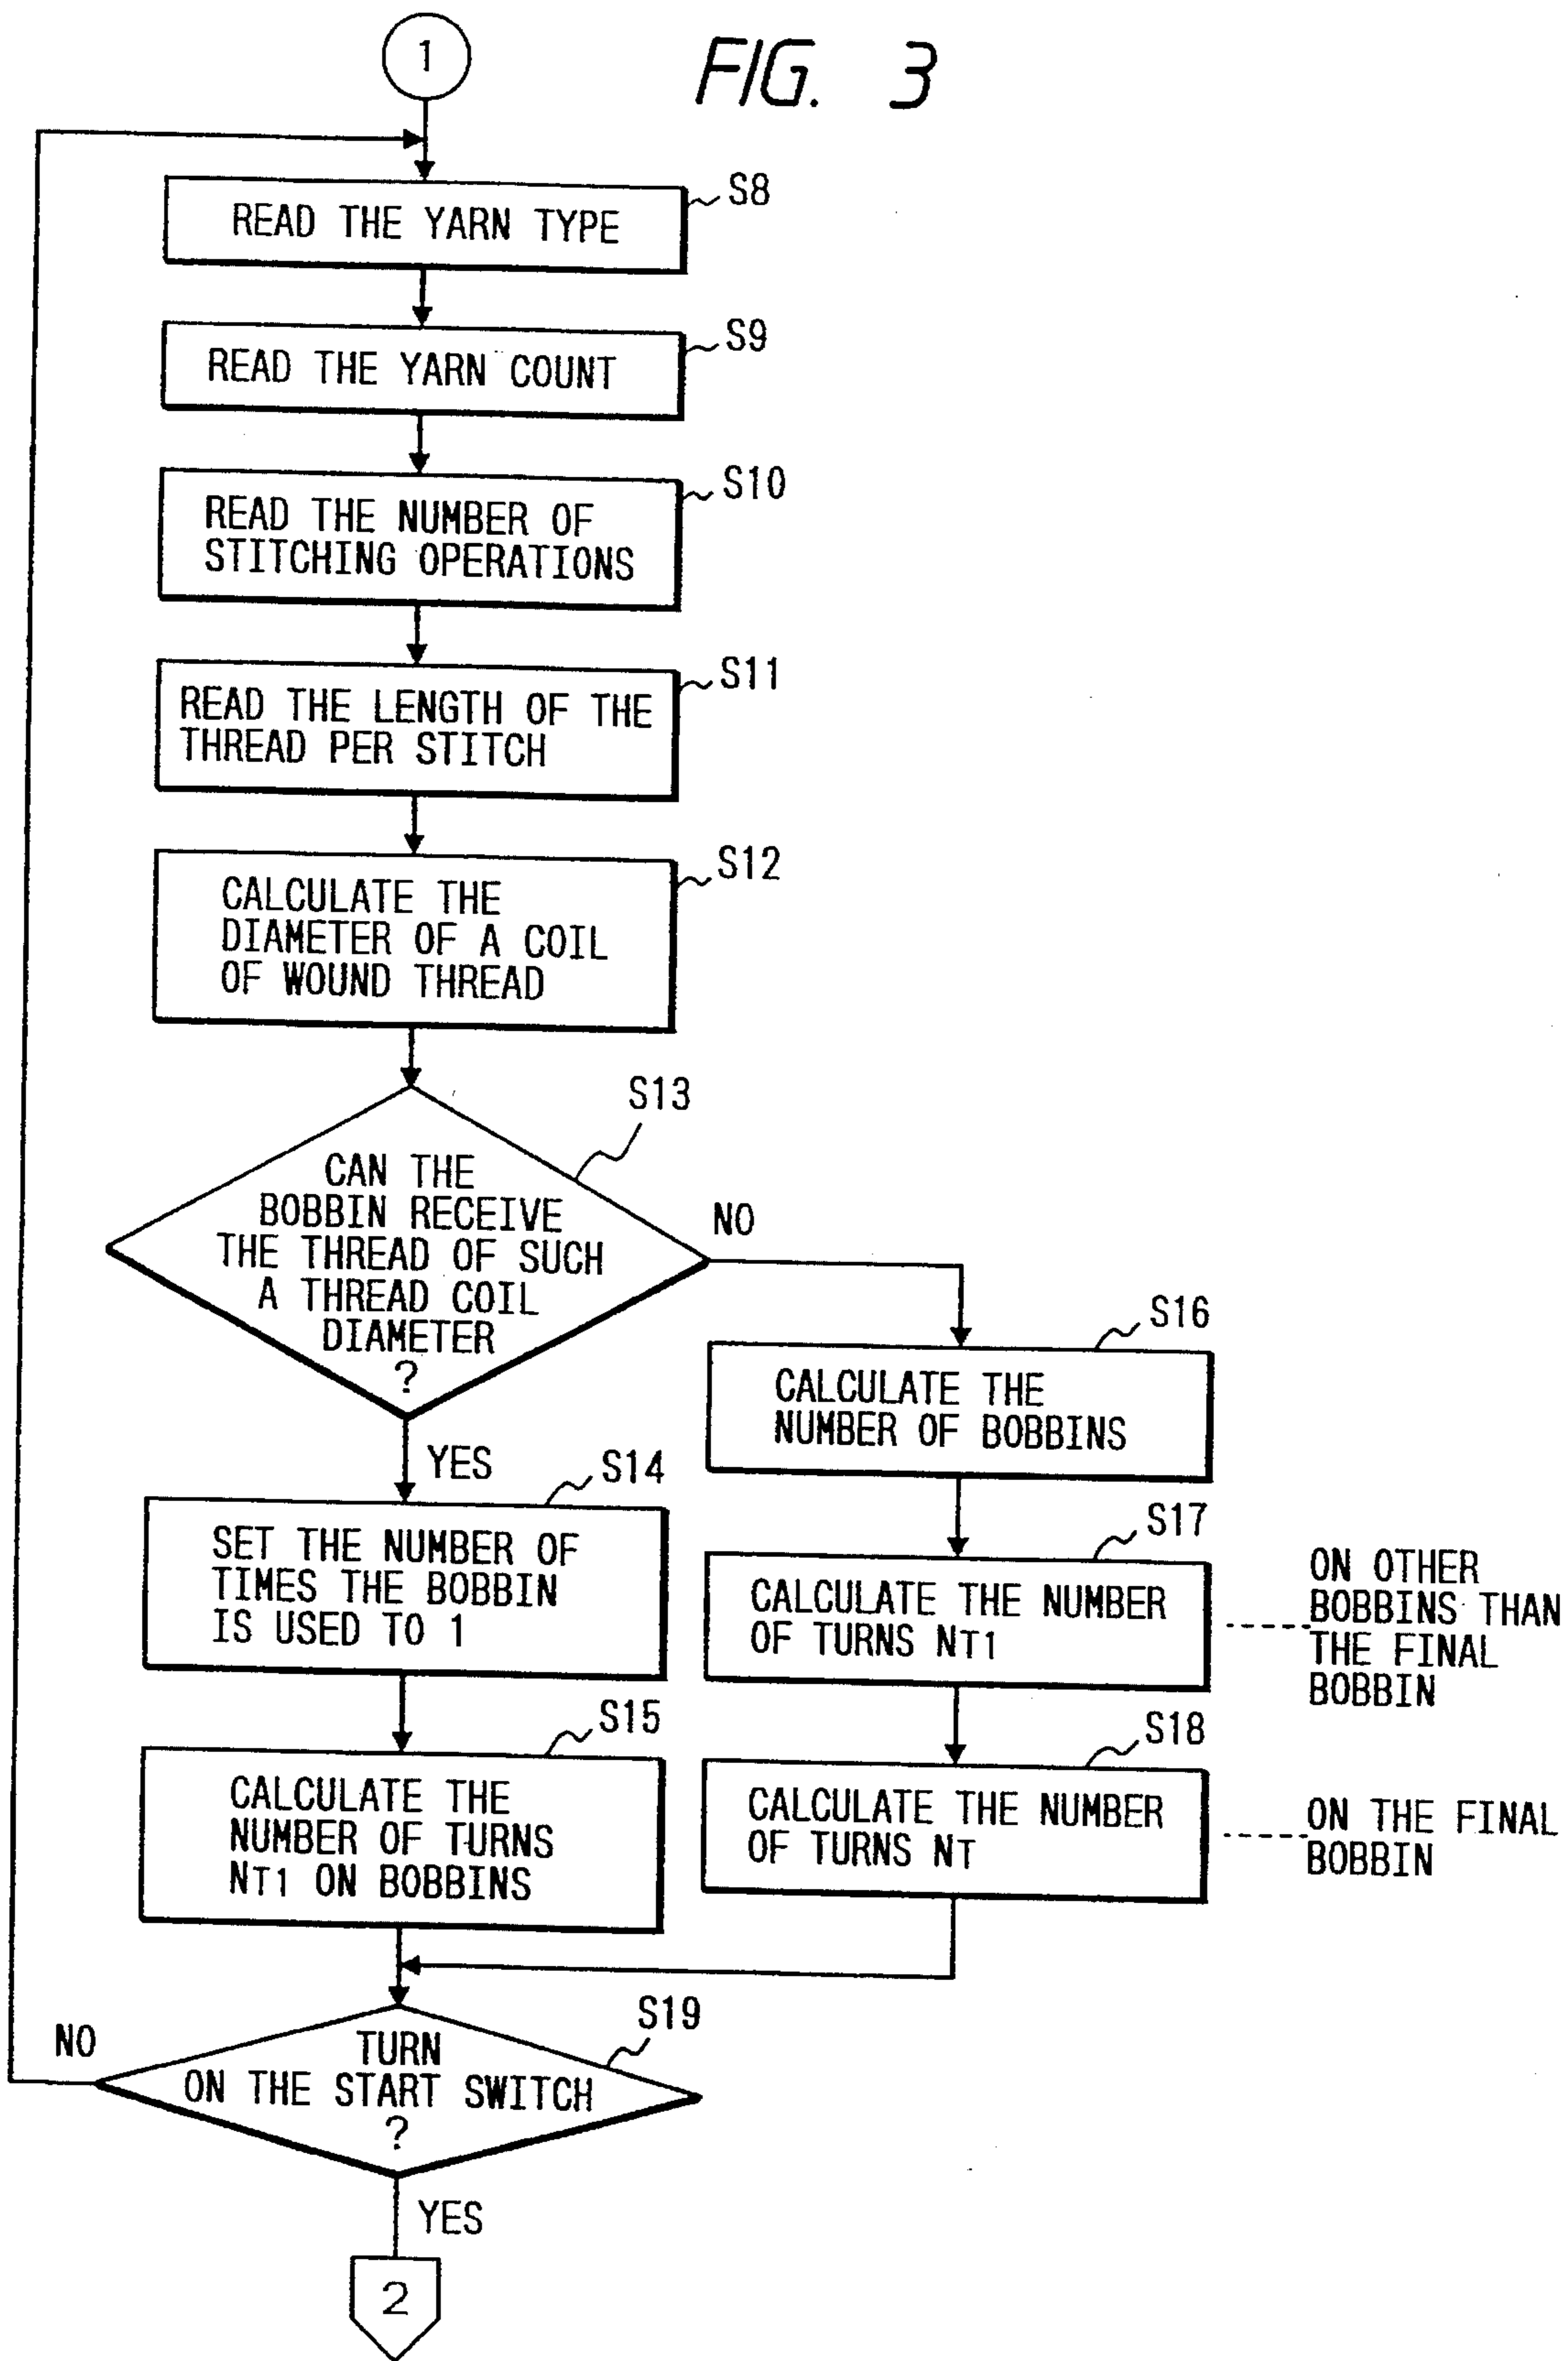 1
FIG. 3
S8
READ THE YARN TYPE
S9
READ THE YARN COUNT
S10
READ THE NUMBER OF
STITCHING OPERATIONS
S11
READ THE LENGTH OF THE
THREAD PER STITCH
S12
CALCULATE THE
DIAMETER OF A COIL
OF WOUND THREAD
S13
CAN THE
BOBBIN RECEIVE
THE THREAD OF SUCH
A THREAD COIL
DIAMETER
?
NO
YES
S14
SET THE NUMBER OF
TIMES THE BOBBIN
IS USED TO 1
S15
CALCULATE THE
NUMBER OF TURNS
NT1 ON BOBBINS
S16
CALCULATE THE
NUMBER OF BOBBINS
S17
CALCULATE THE NUMBER
OF TURNS NT1
ON OTHER
BOBBINS THAN
THE FINAL
BOBBIN
S18
CALCULATE THE NUMBER
OF TURNS NT
ON THE FINAL
BOBBIN
S19
NO
TURN
ON THE START SWITCH
?
YES
2